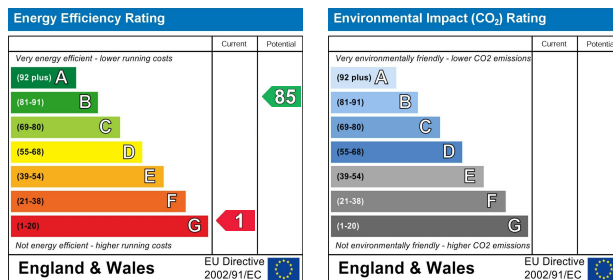 Energy Efficiency Rating
Current Potential
Very energy efficient - lower running costs
(92 plus) A
(81-91) B
85
(69-80) C
(55-68) D
(39-54) E
(21-38) F
(1-20) G
1
Not energy efficient - higher running costs
England & Wales
EU Directive
2002/91/EC
Environmental Impact (CO₂) Rating
Current Potential
Very environmentally friendly - lower CO2 emissions
(92 plus) A
(81-91) B
(69-80) C
(55-68) D
(39-54) E
(21-38) F
(1-20) G
Not environmentally friendly - higher CO2 emissions
England & Wales
EU Directive
2002/91/EC